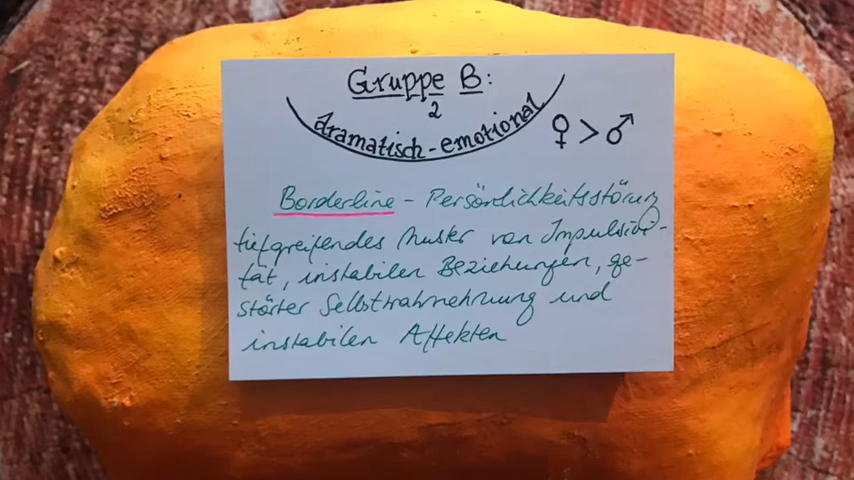 Gruppe B:
2
dramatisch-emotional
♀ > ♂
Borderline - Persönlichkeitsstörung
tiefgreifendes Muster von Impulsivi-
tät, instabilen Beziehungen, ge-
störter Selbstwahrnehmung und
instabilen Affekten